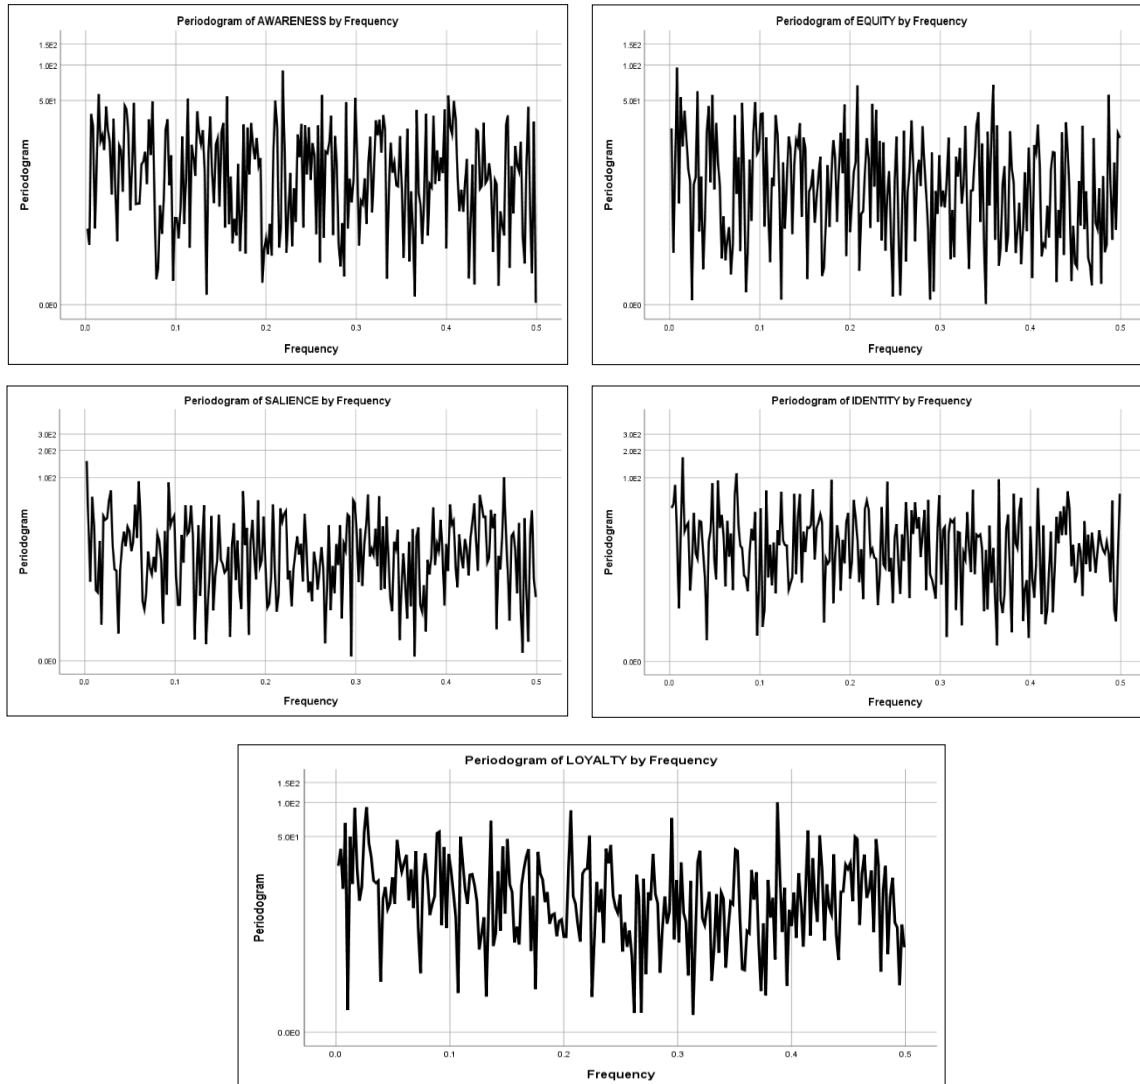 Periodogram of AWARENESS by Frequency
1.5E2
1.0E2
5.0E1
0.0E0
Periodogram
0.0 0.1 0.2 0.3 0.4 0.5
Frequency
Periodogram of EQUITY by Frequency
1.5E2
1.0E2
5.0E1
0.0E0
Periodogram
0.0 0.1 0.2 0.3 0.4 0.5
Frequency
Periodogram of SALIENCE by Frequency
3.0E2
2.0E2
1.0E2
0.0E0
Periodogram
0.0 0.1 0.2 0.3 0.4 0.5
Frequency
Periodogram of IDENTITY by Frequency
3.0E2
2.0E2
1.0E2
0.0E0
Periodogram
0.0 0.1 0.2 0.3 0.4 0.5
Frequency
Periodogram of LOYALTY by Frequency
1.5E2
1.0E2
5.0E1
0.0E0
Periodogram
0.0 0.1 0.2 0.3 0.4 0.5
Frequency